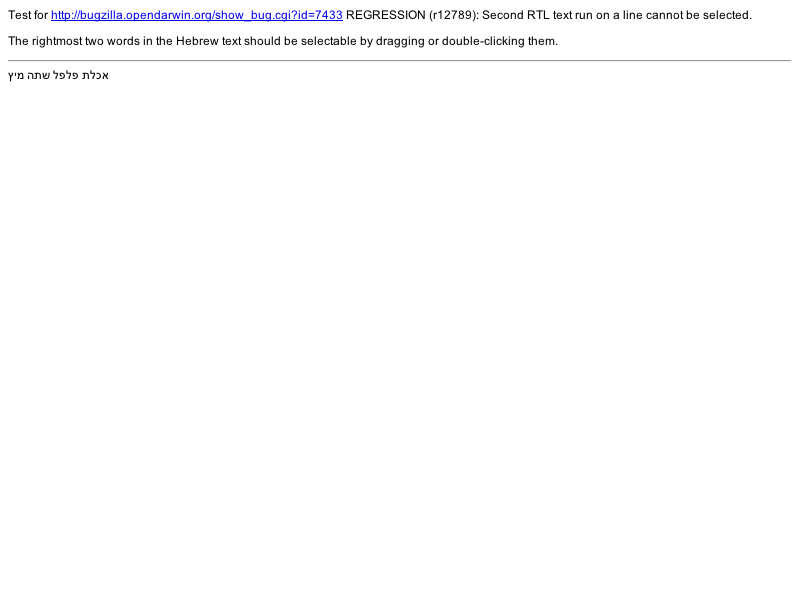 Test for http://bugzilla.opendarwin.org/show_bug.cgi?id=7433 REGRESSION (r12789): Second RTL text run on a line cannot be selected.
The rightmost two words in the Hebrew text should be selectable by dragging or double-clicking them.
אכלת פלפל שתה מיץ